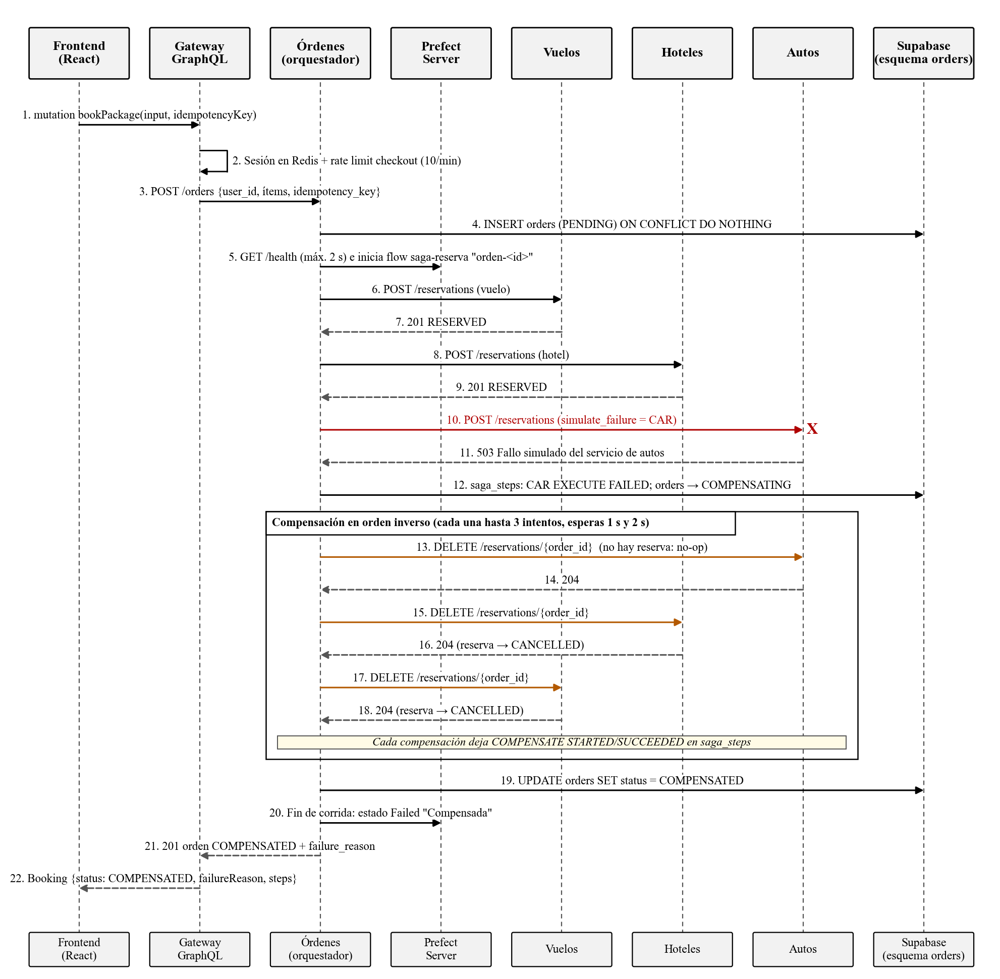 Frontend
(React)
Gateway
GraphQL
Órdenes
(orquestador)
Prefect
Server
Vuelos
Hoteles
Autos
Supabase
(esquema orders)
1. mutation bookPackage(input, idempotencyKey)
2. Sesión en Redis + rate limit checkout (10/min)
3. POST /orders {user_id, ítems, idempotency_key}
4. INSERT orders (PENDING) ON CONFLICT DO NOTHING
5. GET /health (máx. 2 s) e inicia flow saga-reserva "orden-<id>"
6. POST /reservations (vuelo)
7. 201 RESERVED
8. POST /reservations (hotel)
9. 201 RESERVED
10. POST /reservations (simulate_failure = CAR)
X
11. 503 Fallo simulado del servicio de autos
12. saga_steps: CAR EXECUTE FAILED; orders → COMPENSATING
Compensación en orden inverso (cada una hasta 3 intentos, esperas 1 s y 2 s)
13. DELETE /reservations/{order_id} (no hay reserva: no-op)
14. 204
15. DELETE /reservations/{order_id}
16. 204 (reserva → CANCELLED)
17. DELETE /reservations/{order_id}
18. 204 (reserva → CANCELLED)
Cada compensación deja COMPENSATE STARTED/SUCCEEDED en saga_steps
19. UPDATE orders SET status = COMPENSATED
20. Fin de corrida: estado Failed "Compensada"
21. 201 orden COMPENSATED + failure_reason
22. Booking {status: COMPENSATED, failureReason, steps}
Frontend
(React)
Gateway
GraphQL
Órdenes
(orquestador)
Prefect
Server
Vuelos
Hoteles
Autos
Supabase
(esquema orders)